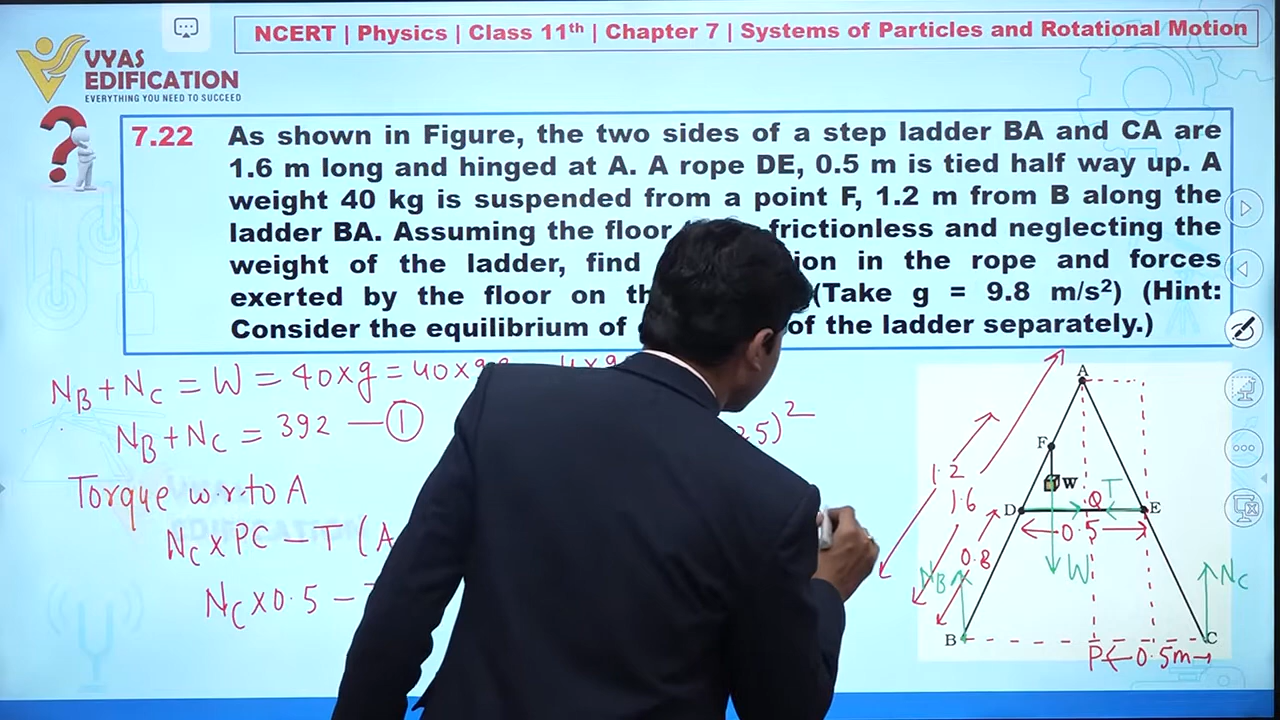 NCERT | Physics | Class 11th | Chapter 7 | Systems of Particles and Rotational Motion
VYAS
EDIFICATION
EVERYTHING YOU NEED TO SUCCEED
7.22 As shown in Figure, the two sides of a step ladder BA and CA are
1.6 m long and hinged at A. A rope DE, 0.5 m is tied half way up. A
weight 40 kg is suspended from a point F, 1.2 m from B along the
ladder BA. Assuming the floor frictionless and neglecting the
weight of the ladder, find in the rope and forces
exerted by the floor on (Take g = 9.8 m/s²) (Hint:
Consider the equilibrium of of the ladder separately.)
N_B + N_C = W = 40×g = 40×
N_B + N_C = 392 — ①
)²
Torque w.r.to A
N_C × PC – T (A
N_C × 0.5 –
A
F
W
1.2
1.6
D
Q
T
E
0.5
0.8
N_B
W
N_C
B
P
0.5m
C